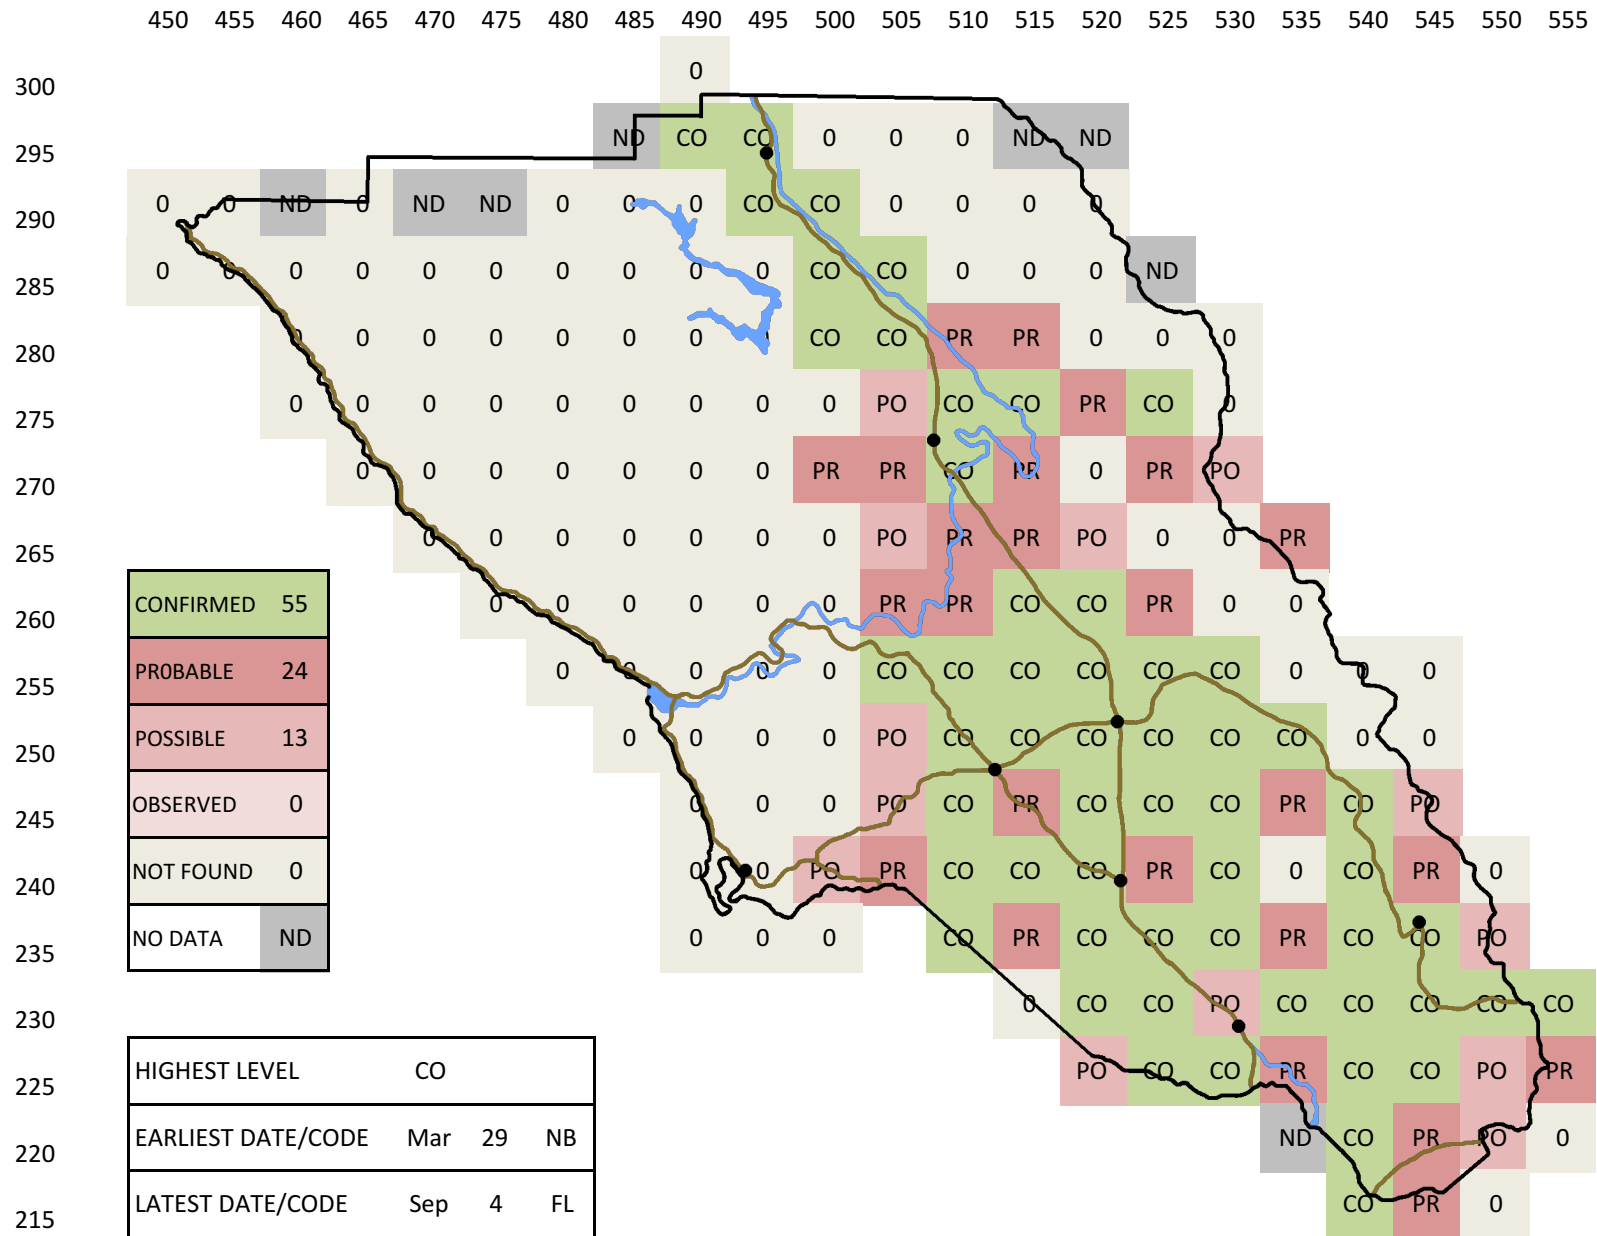 450 455 460 465 470 475 480 485 490 495 500 505 510 515 520 525 530 535 540 545 550 555
300 0
295 ND CO CO 0 0 0 ND ND
290 0 0 ND 0 ND ND 0 0 0 CO CO 0 0 0 0
285 0 0 0 0 0 0 0 0 0 0 CO CO 0 0 0 ND
280 0 0 0 0 0 0 0 0 CO CO PR PR 0 0 0
275 0 0 0 0 0 0 0 0 0 PO CO CO PR CO 0
270 0 0 0 0 0 0 0 PR PR CO PR 0 PR PO
265 0 0 0 0 0 0 0 PO PR PR PO 0 0 PR
260 0 0 0 0 0 0 PR PR CO CO PR 0 0
255 0 0 0 0 0 CO CO CO CO CO CO 0 0 0
250 0 0 0 0 PO CO CO CO CO CO CO 0 0
245 0 0 0 PO CO PR CO CO CO PR CO PO
240 0 0 PO PR CO CO CO PR CO 0 CO PR 0
235 0 0 0 CO PR CO CO CO PR CO CO PO
230 0 CO CO PO CO CO CO CO CO
225 PO CO CO PR CO CO PO PR
220 ND CO PR PO 0
215 CO PR 0
CONFIRMED 55
PR0BABLE 24
POSSIBLE 13
OBSERVED 0
NOT FOUND 0
NO DATA ND
HIGHEST LEVEL CO
EARLIEST DATE/CODE Mar 29 NB
LATEST DATE/CODE Sep 4 FL